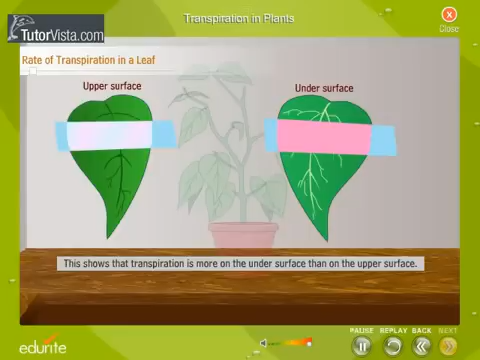 Transpiration in Plants
Close
TutorVista.com
Rate of Transpiration in a Leaf
Upper surface
Under surface
This shows that transpiration is more on the under surface than on the upper surface.
PAUSE REPLAY BACK NEXT
edurite